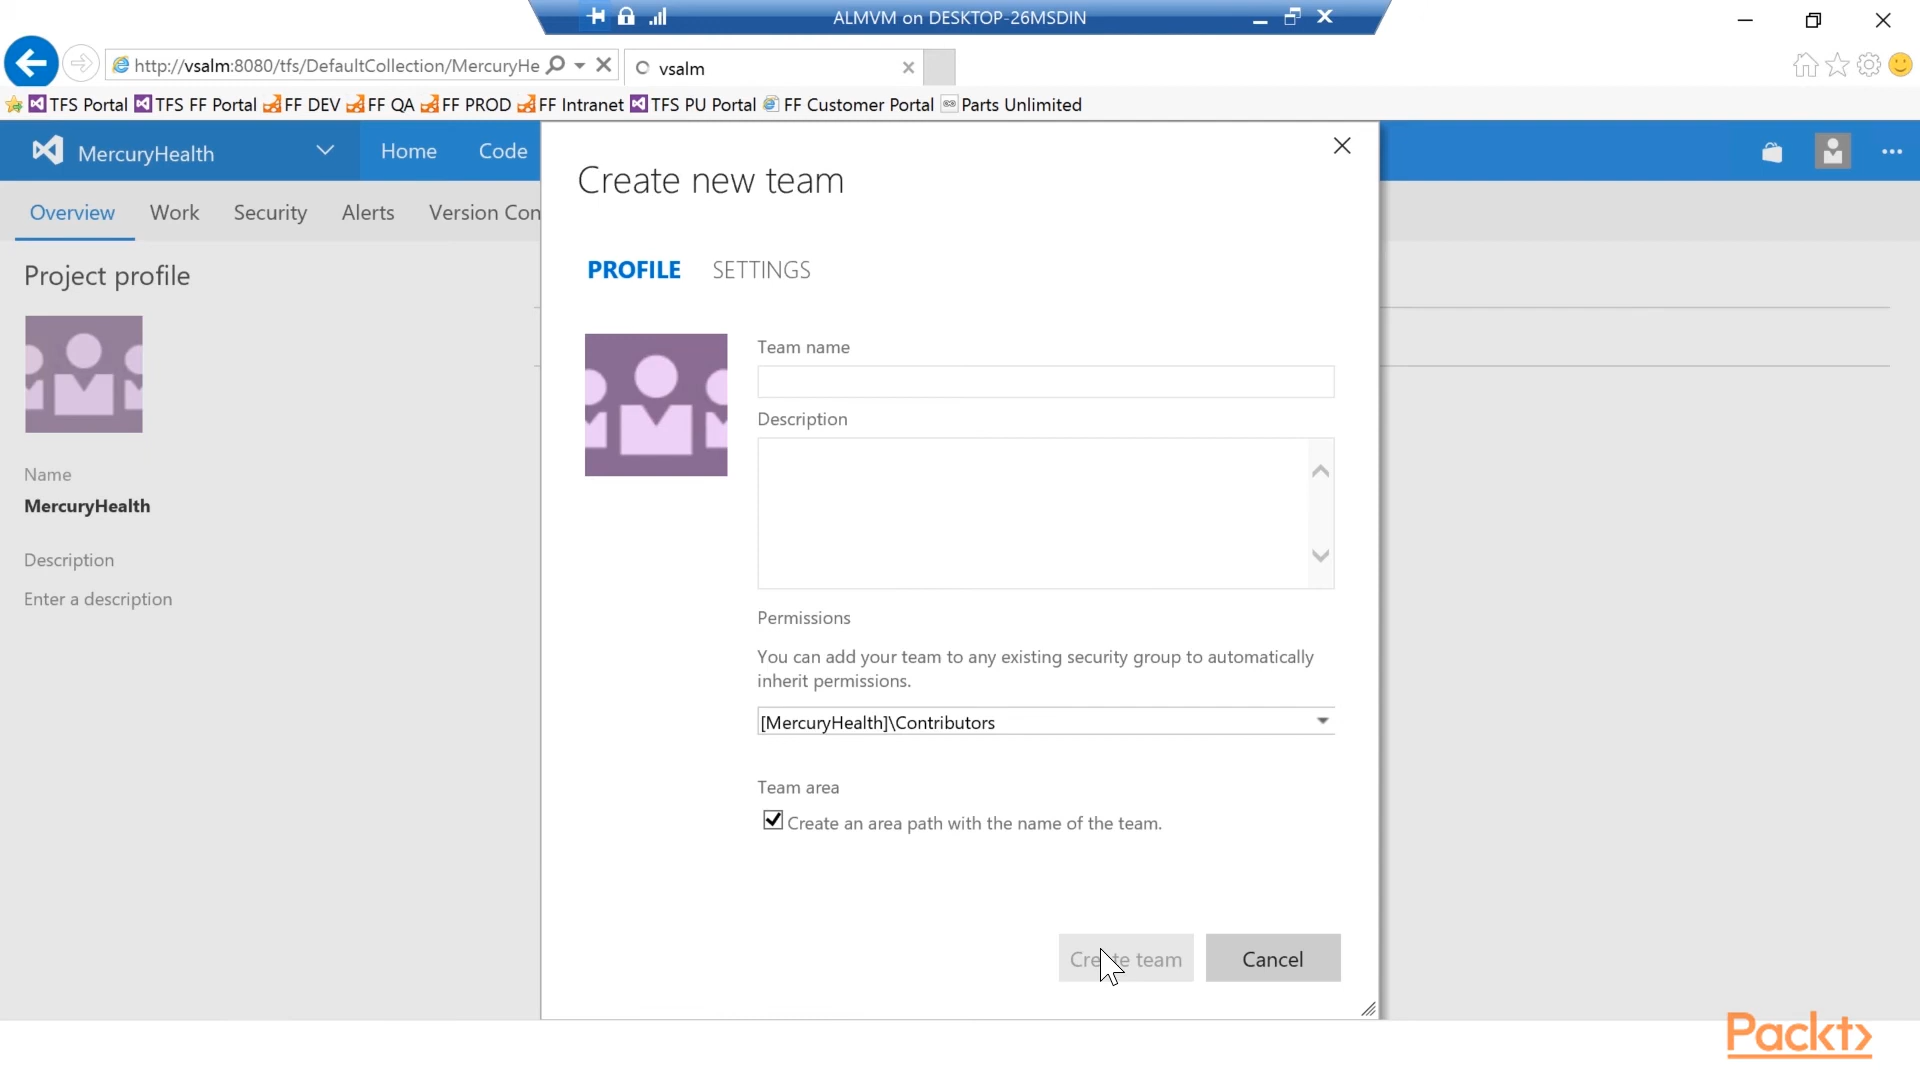 ALMVM on DESKTOP-26MSDIN
http://vsalm:8080/tfs/DefaultCollection/MercuryHe
vsalm
TFS Portal TFS FF Portal FF DEV FF QA FF PROD FF Intranet TFS PU Portal FF Customer Portal Parts Unlimited
MercuryHealth Home Code
Overview Work Security Alerts Version Con
Project profile
Name
MercuryHealth
Description
Enter a description
Create new team
PROFILE SETTINGS
Team name
Description
Permissions
You can add your team to any existing security group to automatically
inherit permissions.
[MercuryHealth]\Contributors
Team area
Create an area path with the name of the team.
Create team Cancel
Packt>